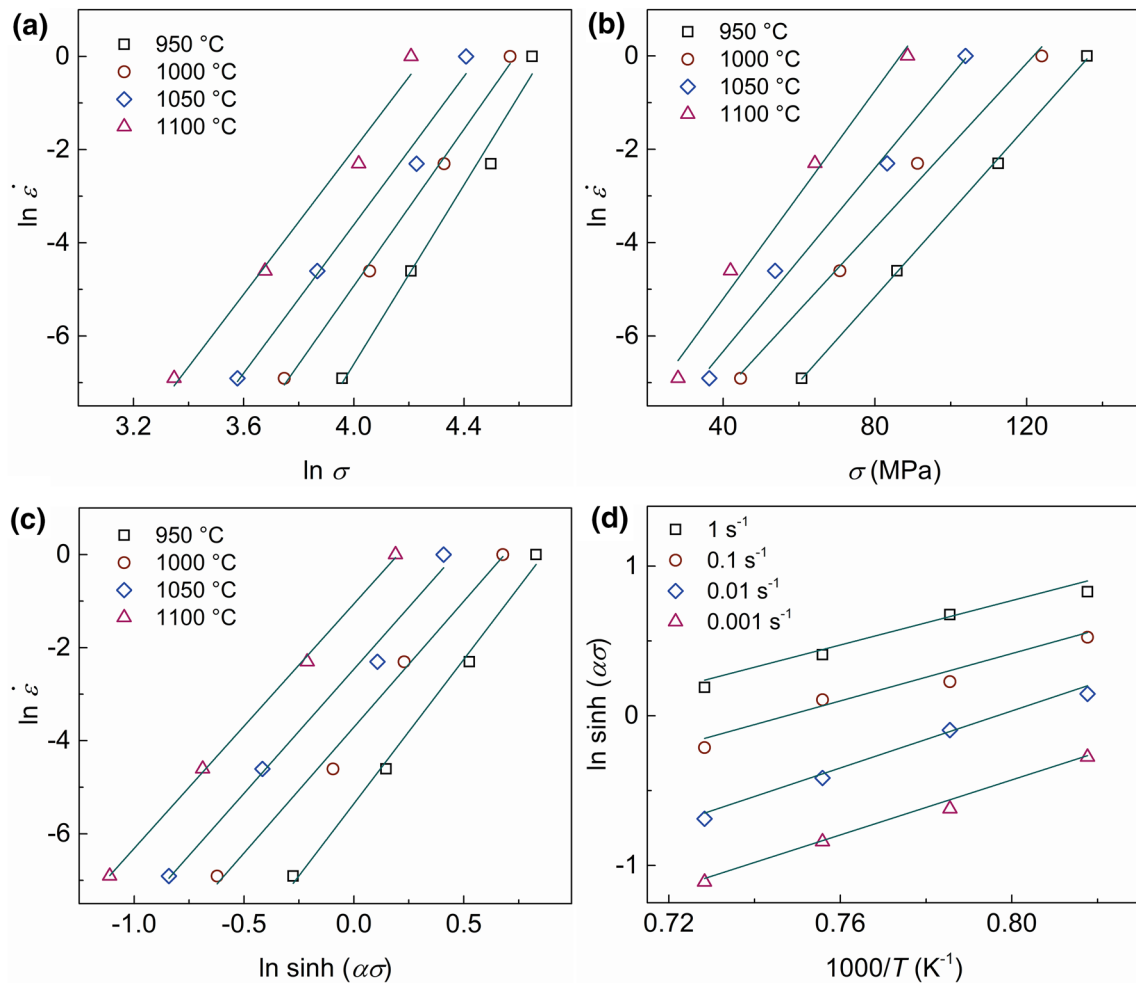 (a)
950 °C
1000 °C
1050 °C
1100 °C
0
-2
-4
-6
ln ε̇
3.2 3.6 4.0 4.4
ln σ
(b)
950 °C
1000 °C
1050 °C
1100 °C
0
-2
-4
-6
ln ε̇
40 80 120
σ (MPa)
(c)
950 °C
1000 °C
1050 °C
1100 °C
0
-2
-4
-6
ln ε̇
-1.0 -0.5 0.0 0.5
ln sinh (ασ)
(d)
1 s⁻¹
0.1 s⁻¹
0.01 s⁻¹
0.001 s⁻¹
1
0
-1
ln sinh (ασ)
0.72 0.76 0.80
1000/T (K⁻¹)